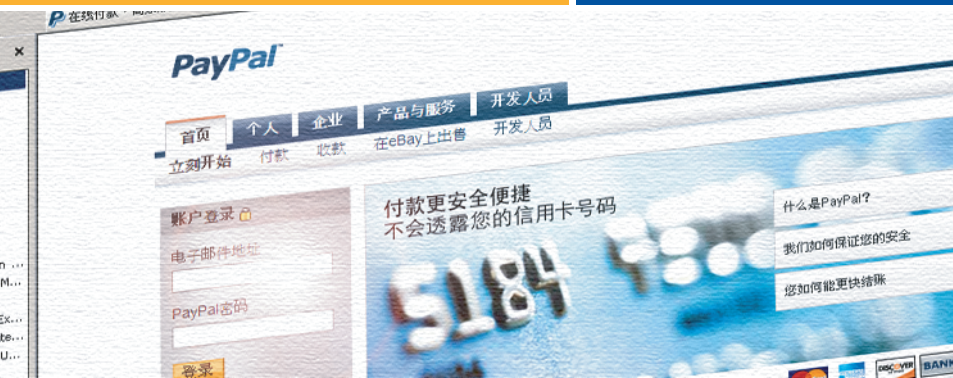 在线付款
×
PayPal
首页 个人 企业 产品与服务 开发人员
立刻开始 付款 收款 在eBay上出售 开发人员
账户登录
电子邮件地址
PayPal密码
登录
付款更安全便捷
不会透露您的信用卡号码
5184
什么是PayPal?
我们如何保证您的安全
您如何能更快结账
DISCOVER
BANK
n ...
M...
Ex...
te...
U...